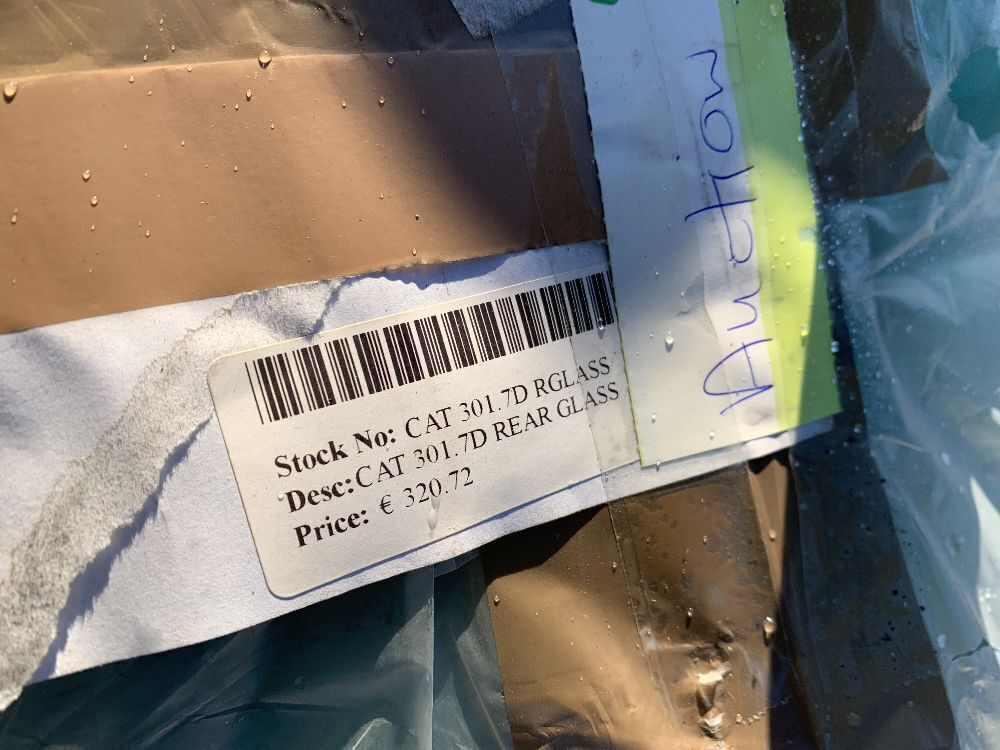 Stock No: CAT 301.7D RGLASS
Desc:CAT 301.7D REAR GLASS
Price: € 320.72
Auction